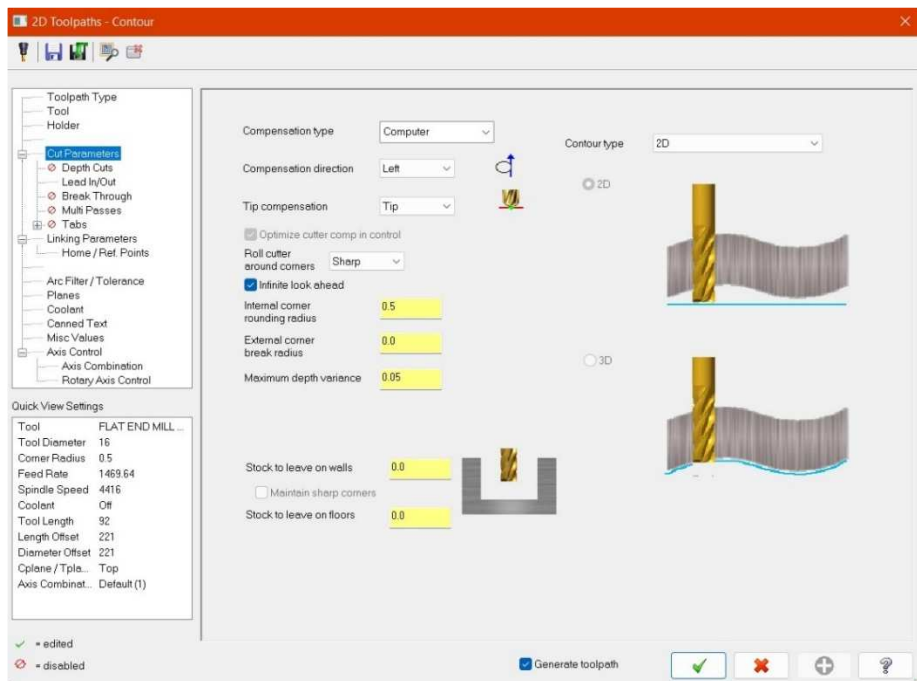 2D Toolpaths - Contour
Toolpath Type
Tool
Holder
Cut Parameters
Depth Cuts
Lead In/Out
Break Through
Multi Passes
Tabs
Linking Parameters
Home / Ref. Points
Arc Filter / Tolerance
Planes
Coolant
Canned Text
Misc Values
Axis Control
Axis Combination
Rotary Axis Control
Quick View Settings
Tool FLAT END MILL ...
Tool Diameter 16
Corner Radius 0.5
Feed Rate 1469.64
Spindle Speed 4416
Coolant Off
Tool Length 92
Length Offset 221
Diameter Offset 221
Cplane / Tpla... Top
Axis Combinat... Default (1)
= edited
= disabled
Compensation type Computer
Compensation direction Left
Tip compensation Tip
Optimize cutter comp in control
Roll cutter
around corners Sharp
Infinite look ahead
Internal corner
rounding radius 0.5
External corner
break radius 0.0
Maximum depth variance 0.05
Stock to leave on walls 0.0
Maintain sharp corners
Stock to leave on floors 0.0
Contour type 2D
2D
3D
Generate toolpath